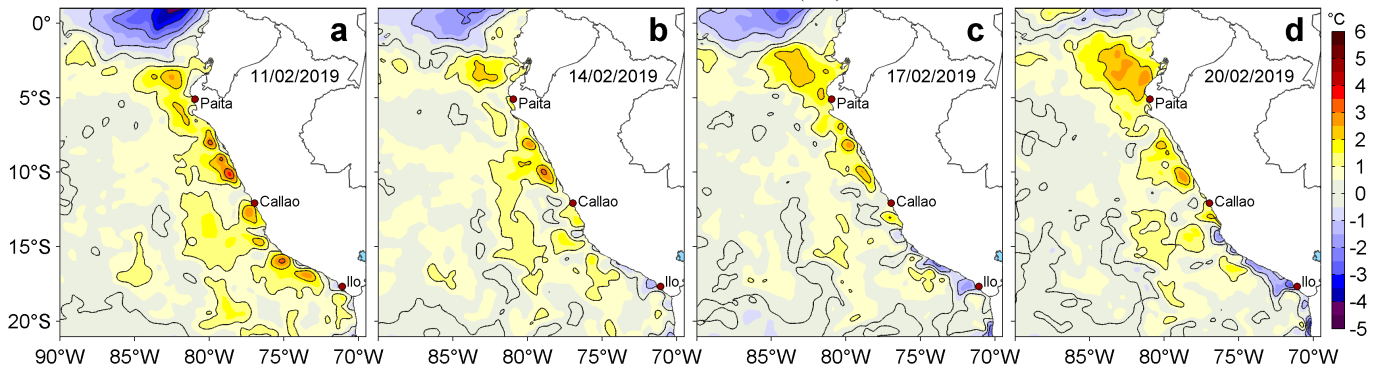 a
b
c
d
°C
0°
5°S
10°S
15°S
20°S
11/02/2019
14/02/2019
17/02/2019
20/02/2019
Paita
Paita
Paita
Paita
Callao
Callao
Callao
Callao
Ilo
Ilo
Ilo
Ilo
6
5
4
3
2
1
0
-1
-2
-3
-4
-5
90°W 85°W 80°W 75°W 70°W
85°W 80°W 75°W 70°W
85°W 80°W 75°W 70°W
85°W 80°W 75°W 70°W